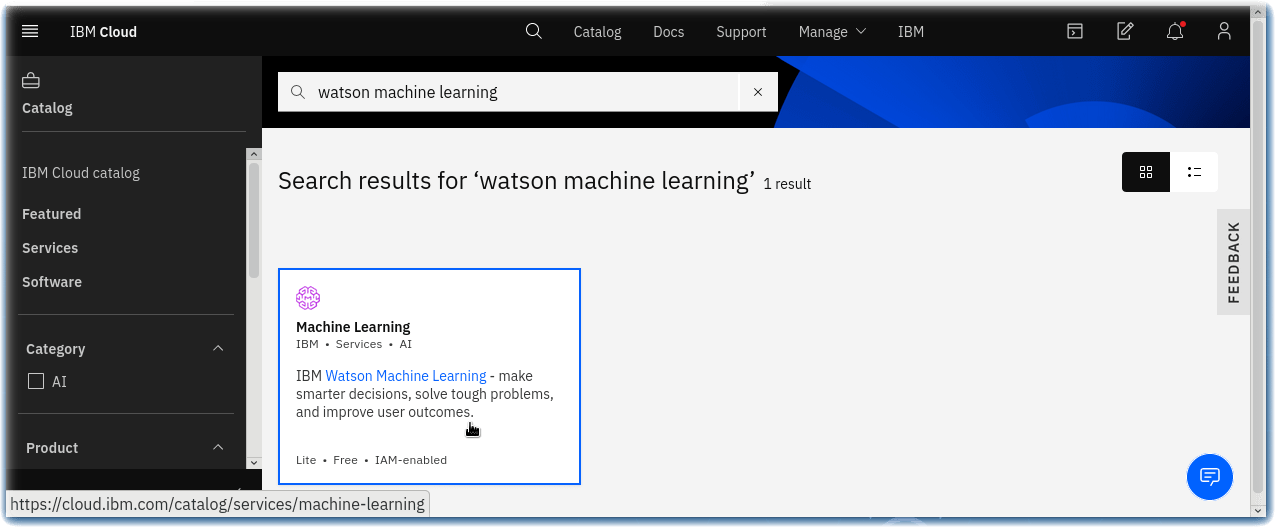 IBM Cloud
Catalog
Docs
Support
Manage
IBM
Catalog
IBM Cloud catalog
Featured
Services
Software
Category
AI
Product
watson machine learning
Search results for ‘watson machine learning’ 1 result
Machine Learning
IBM • Services • AI
IBM Watson Machine Learning - make
smarter decisions, solve tough problems,
and improve user outcomes.
Lite • Free • IAM-enabled
FEEDBACK
https://cloud.ibm.com/catalog/services/machine-learning